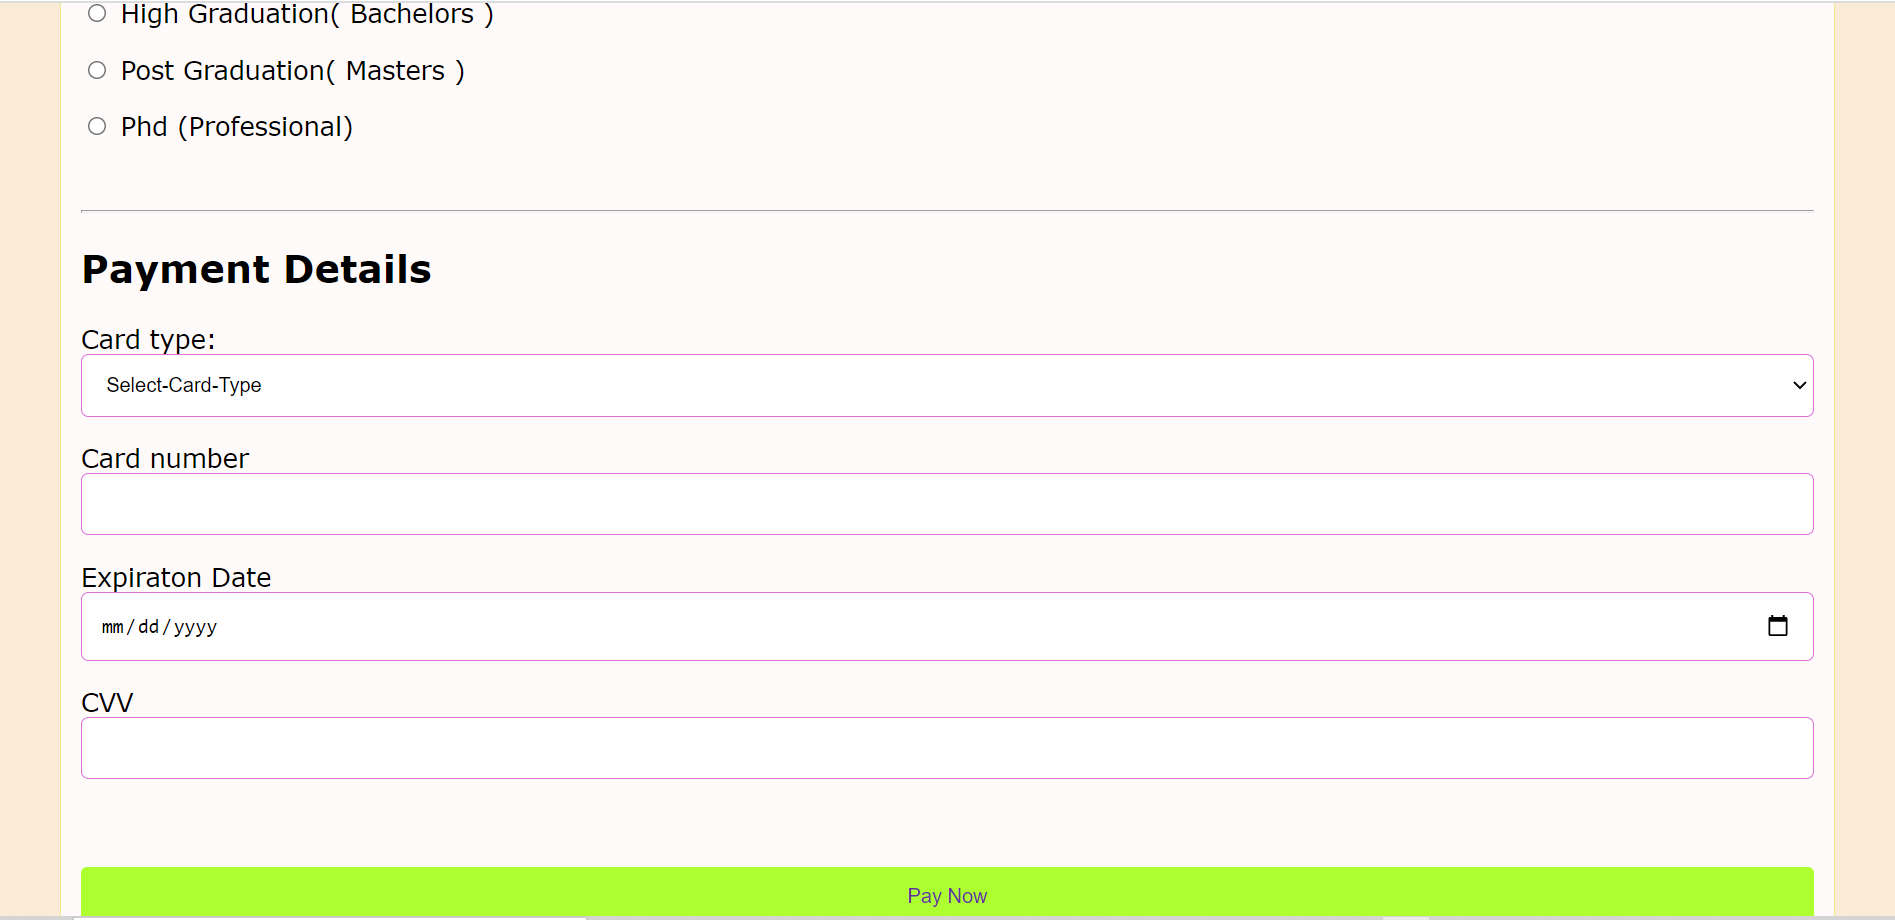 High Graduation( Bachelors )
Post Graduation( Masters )
Phd (Professional)
Payment Details
Card type:
Select-Card-Type
Card number
Expiraton Date
mm/dd/yyyy
CVV
Pay Now